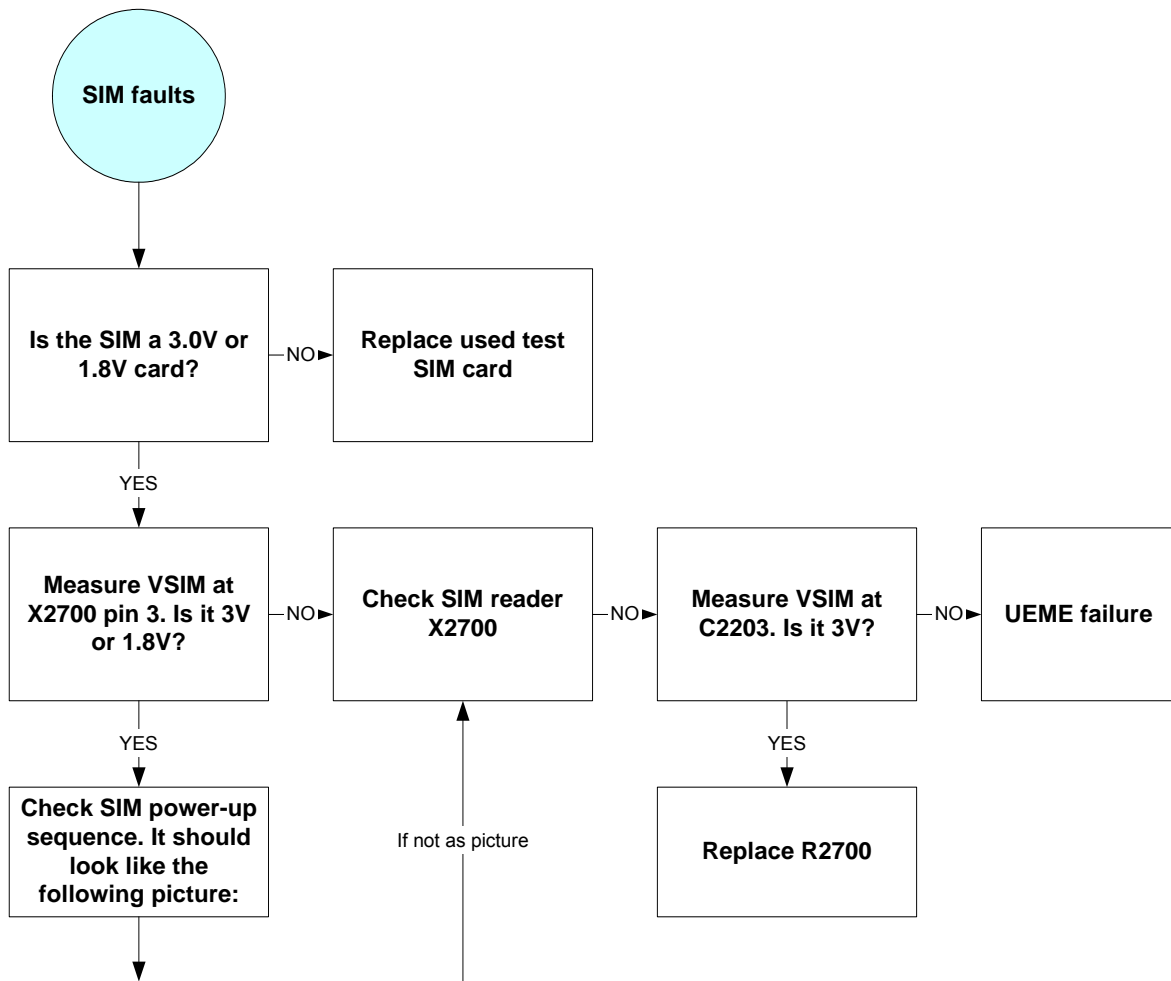 SIM faults
Is the SIM a 3.0V or
1.8V card?
NO
Replace used test
SIM card
YES
Measure VSIM at
X2700 pin 3. Is it 3V
or 1.8V?
NO
Check SIM reader
X2700
NO
Measure VSIM at
C2203. Is it 3V?
NO
UEME failure
YES
YES
Check SIM power-up
sequence. It should
look like the
following picture:
If not as picture
Replace R2700